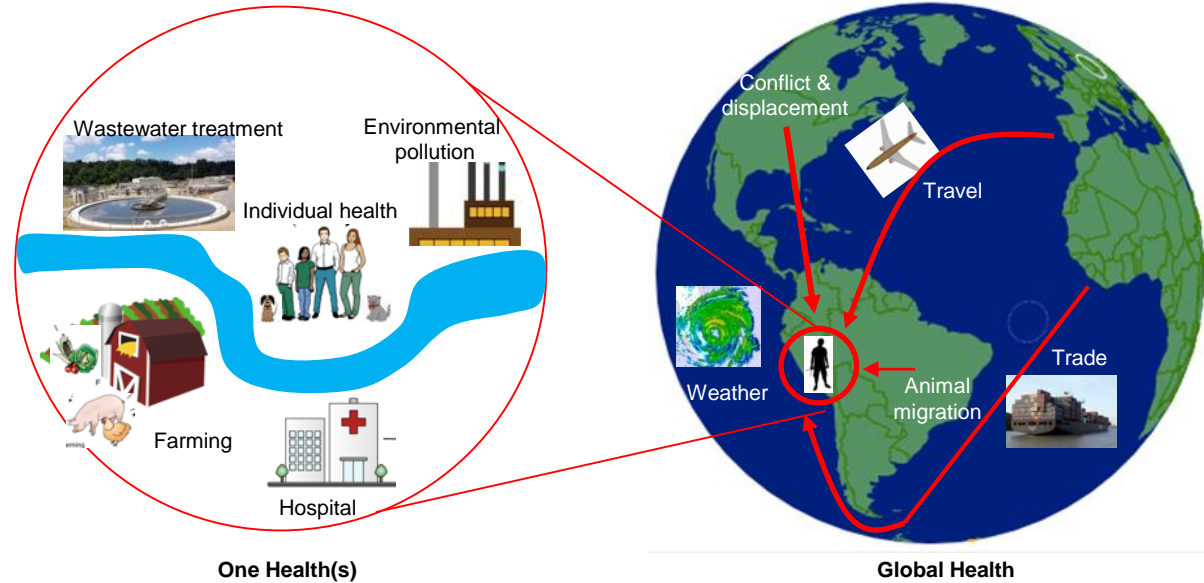 Wastewater treatment
Environmental
pollution
Individual health
Farming
Hospital
One Health(s)
Conflict &
displacement
Travel
Weather
Animal
migration
Trade
Global Health